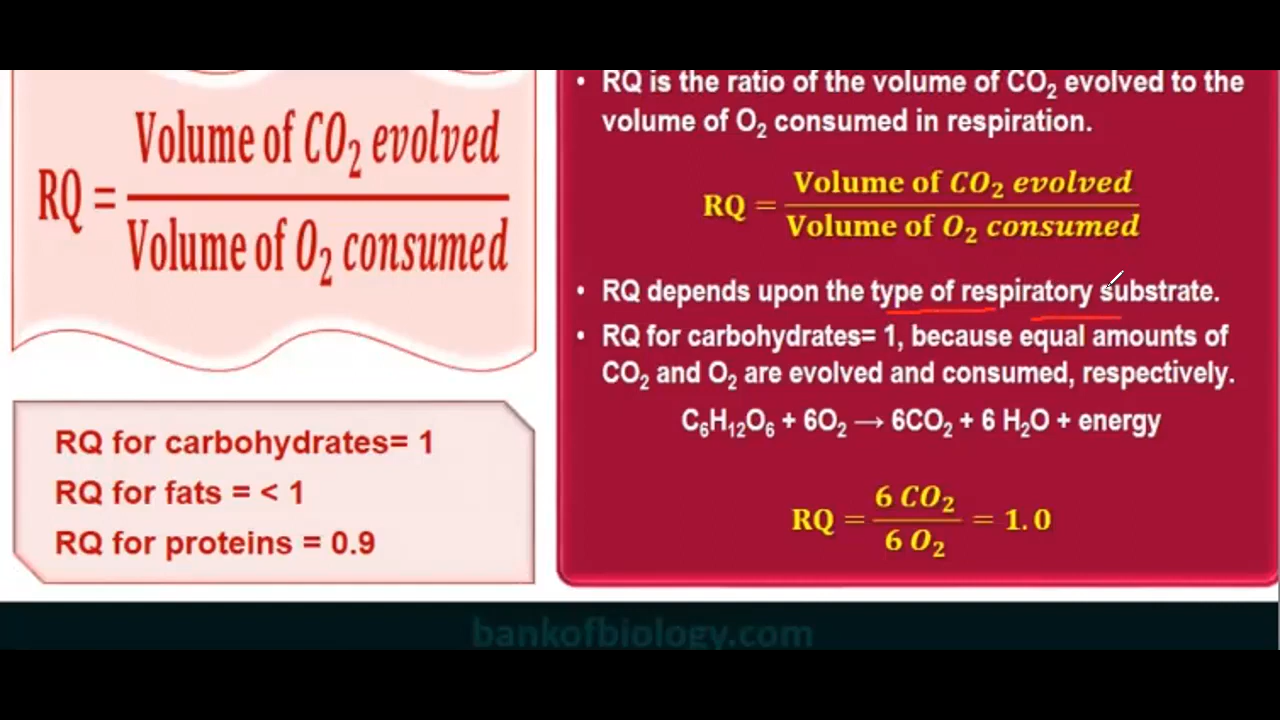 RQ = Volume of CO₂ evolved / Volume of O₂ consumed
RQ for carbohydrates= 1
RQ for fats = < 1
RQ for proteins = 0.9
• RQ is the ratio of the volume of CO₂ evolved to the
volume of O₂ consumed in respiration.
RQ = Volume of CO₂ evolved / Volume of O₂ consumed
• RQ depends upon the type of respiratory substrate.
• RQ for carbohydrates= 1, because equal amounts of
CO₂ and O₂ are evolved and consumed, respectively.
C₆H₁₂O₆ + 6O₂ → 6CO₂ + 6 H₂O + energy
RQ = 6 CO₂ / 6 O₂ = 1.0
bankofbiology.com